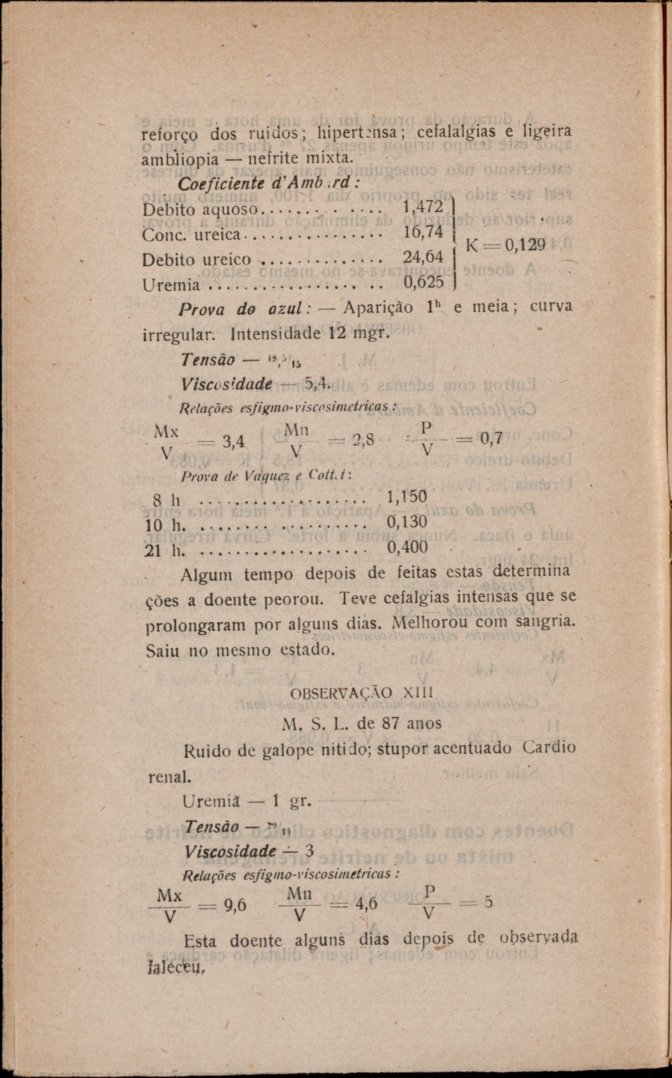 reforço dos ruidos; hipertensa; cefalalgias e ligeira
ambliopia — nefrite mixta.
Coeficiente d'Ambard :
Debito aquoso............... 1,472
Conc. ureica................ 16,74
Debito ureico .............. 24,64
Uremia ..................... 0,625
K = 0,129
Prova do azul : — Aparição 1h e meia; curva
irregular. Intensidade 12 mgr.
Tensão —
Viscosidade — 5,4.
Relações esfigmo-viscosimetricas :
Mx/V = 3,4 Mn/V = 2,8 P/V = 0,7
Prova de Vaquez e Cottet :
8 h .................. 1,150
10 h. .................. 0,130
21 h. .................. 0,400
Algum tempo depois de feitas estas determina
ções a doente peorou. Teve cefalgias intensas que se
prolongaram por alguns dias. Melhorou com sangria.
Saiu no mesmo estado.
OBSERVAÇÃO XIII
M. S. L. de 87 anos
Ruido de galope nitido; stupor acentuado Cardio
renal.
Uremia — 1 gr.
Tensão —
Viscosidade — 3
Relações esfigmo-viscosimetricas :
Mx/V = 9,6 Mn/V = 4,6 P/V = 5
Esta doente alguns dias depois de observada
faleceu.